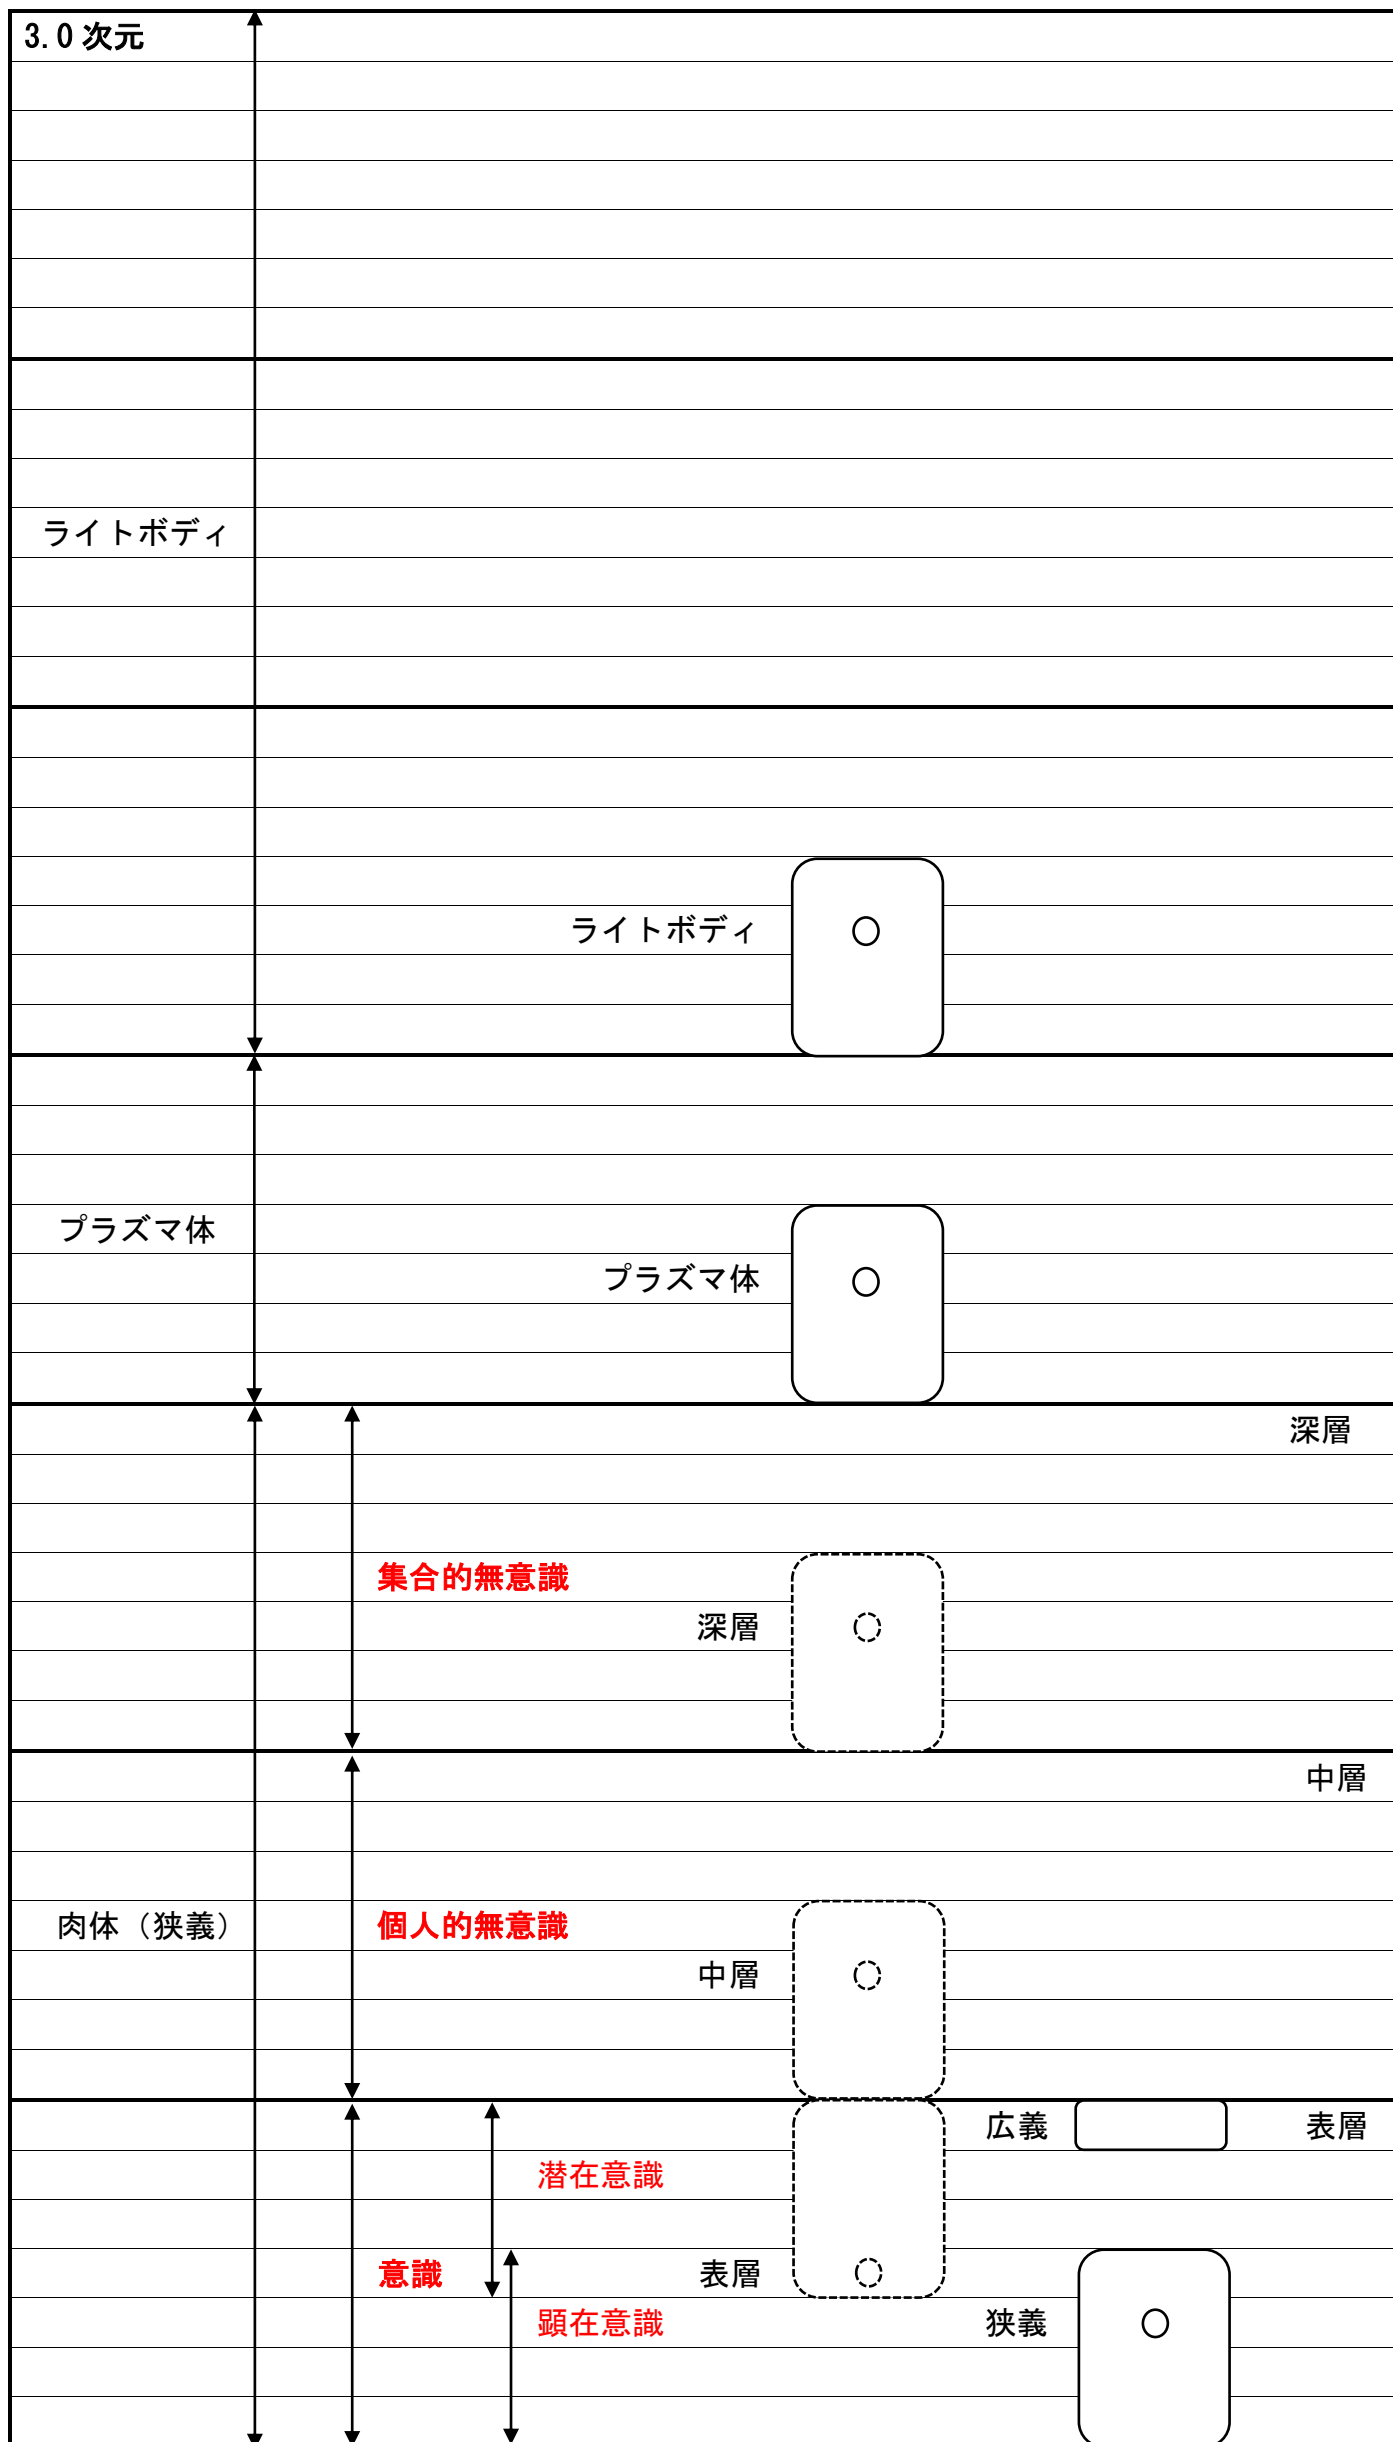 3.0次元
ライトボディ
ライトボディ
プラズマ体
プラズマ体
深層
集合的無意識
深層
中層
肉体（狭義） 個人的無意識
中層
広義 表層
潜在意識
意識 表層
顕在意識 狭義